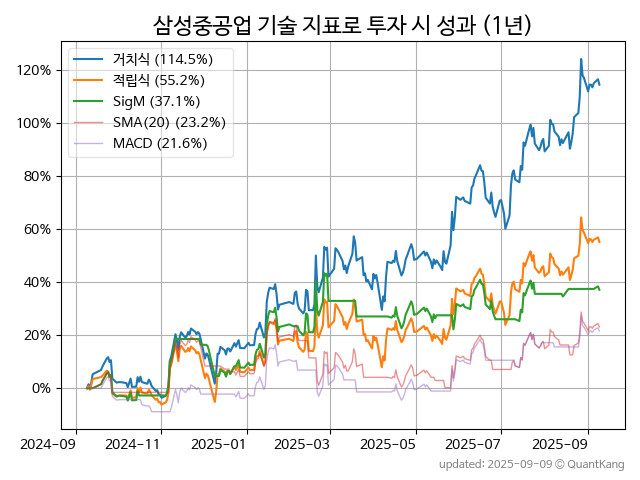 삼성중공업 기술 지표로 투자 시 성과 (1년)
거치식 (114.5%)
적립식 (55.2%)
SigM (37.1%)
SMA(20) (23.2%)
MACD (21.6%)
120%
100%
80%
60%
40%
20%
0%
2024-09 2024-11 2025-01 2025-03 2025-05 2025-07 2025-09
updated: 2025-09-09 ⓒ QuantKang